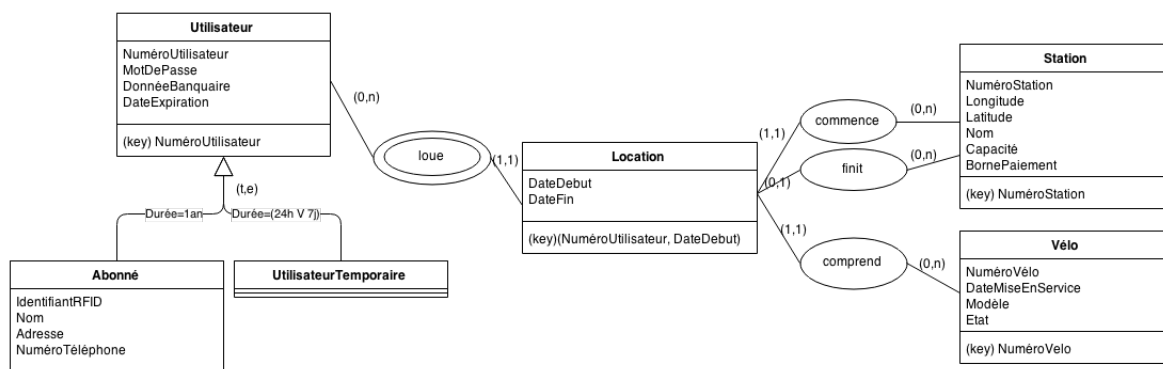 Utilisateur
NuméroUtilisateur
MotDePasse
DonnéeBanquaire
DateExpiration
(key) NuméroUtilisateur
(t,e)
Durée=1an
Durée=(24h V 7j)
Abonné
IdentifiantRFID
Nom
Adresse
NuméroTéléphone
UtilisateurTemporaire
(0,n)
loue
(1,1)
Location
DateDebut
DateFin
(key)(NuméroUtilisateur, DateDebut)
(1,1)
commence
(0,n)
(0,1)
finit
(0,n)
(1,1)
comprend
(0,n)
Station
NuméroStation
Longitude
Latitude
Nom
Capacité
BornePaiement
(key) NuméroStation
Vélo
NuméroVélo
DateMiseEnService
Modèle
Etat
(key) NuméroVelo